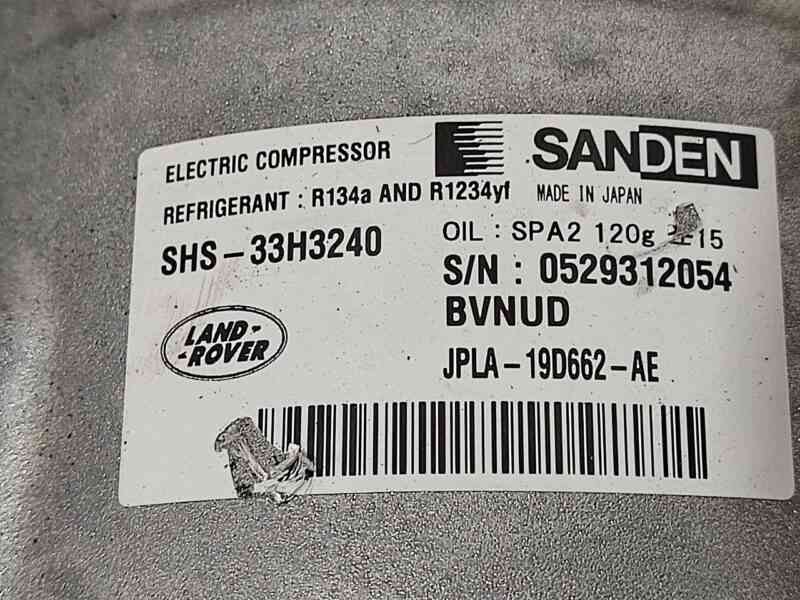 ELECTRIC COMPRESSOR
SANDEN
REFRIGERANT : R134a AND R1234yf
MADE IN JAPAN
SHS-33H3240
OIL : SPA2 120g
S/N : 0529312054
BVNUD
LAND-
-ROVER
JPLA-19D662-AE